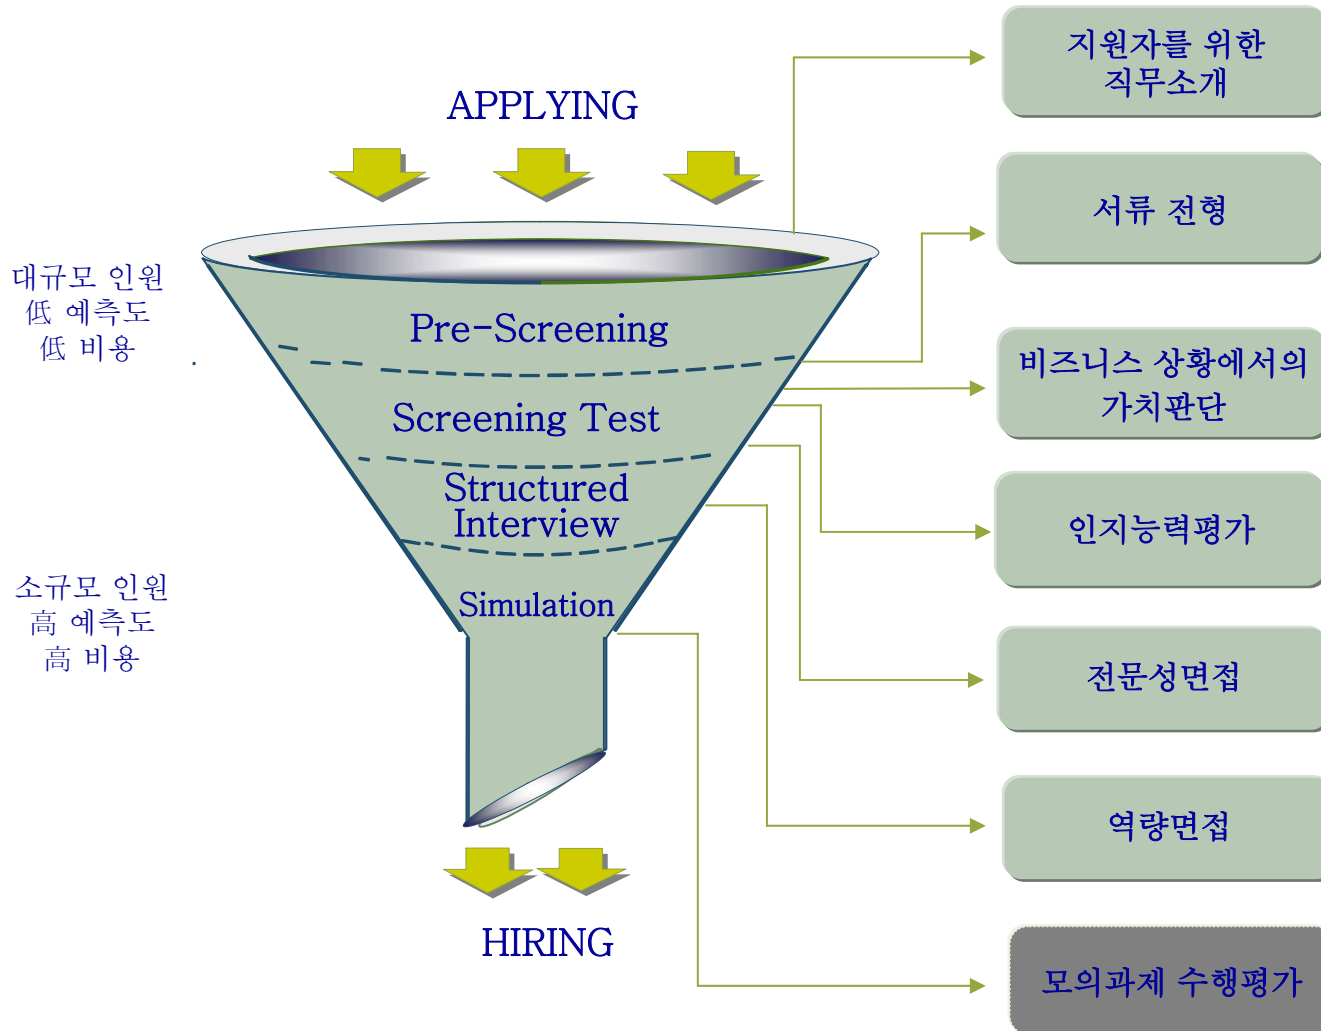 APPLYING
대규모 인원
低 예측도
低 비용
Pre-Screening
Screening Test
Structured
Interview
Simulation
소규모 인원
高 예측도
高 비용
HIRING
지원자를 위한
직무소개
서류 전형
비즈니스 상황에서의
가치판단
인지능력평가
전문성면접
역량면접
모의과제 수행평가